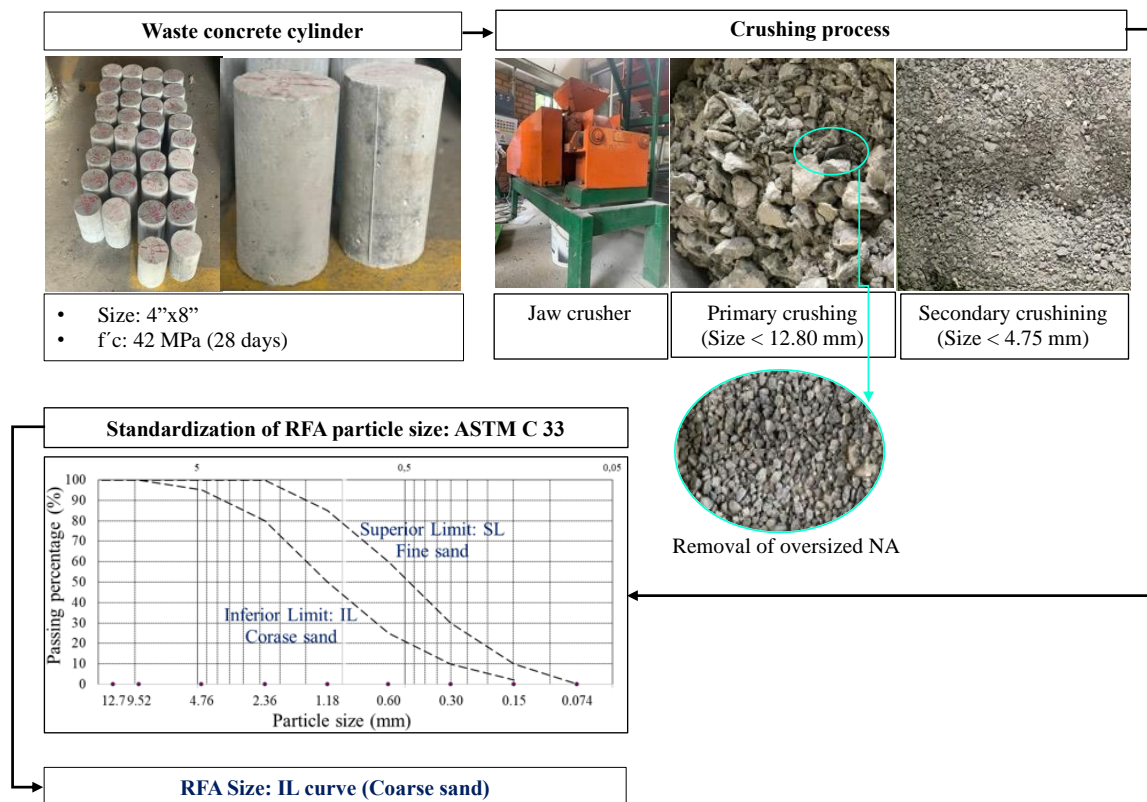 Waste concrete cylinder
Crushing process
• Size: 4”x8”
• f´c: 42 MPa (28 days)
Jaw crusher
Primary crushing
(Size < 12.80 mm)
Secondary crushining
(Size < 4.75 mm)
Removal of oversized NA
Standardization of RFA particle size: ASTM C 33
5 0,5 0,05
Passing percentage (%)
100
90
80
70
60
50
40
30
20
10
0
Superior Limit: SL
Fine sand
Inferior Limit: IL
Corase sand
12.7 9.52 4.76 2.36 1.18 0.60 0.30 0.15 0.074
Particle size (mm)
RFA Size: IL curve (Coarse sand)